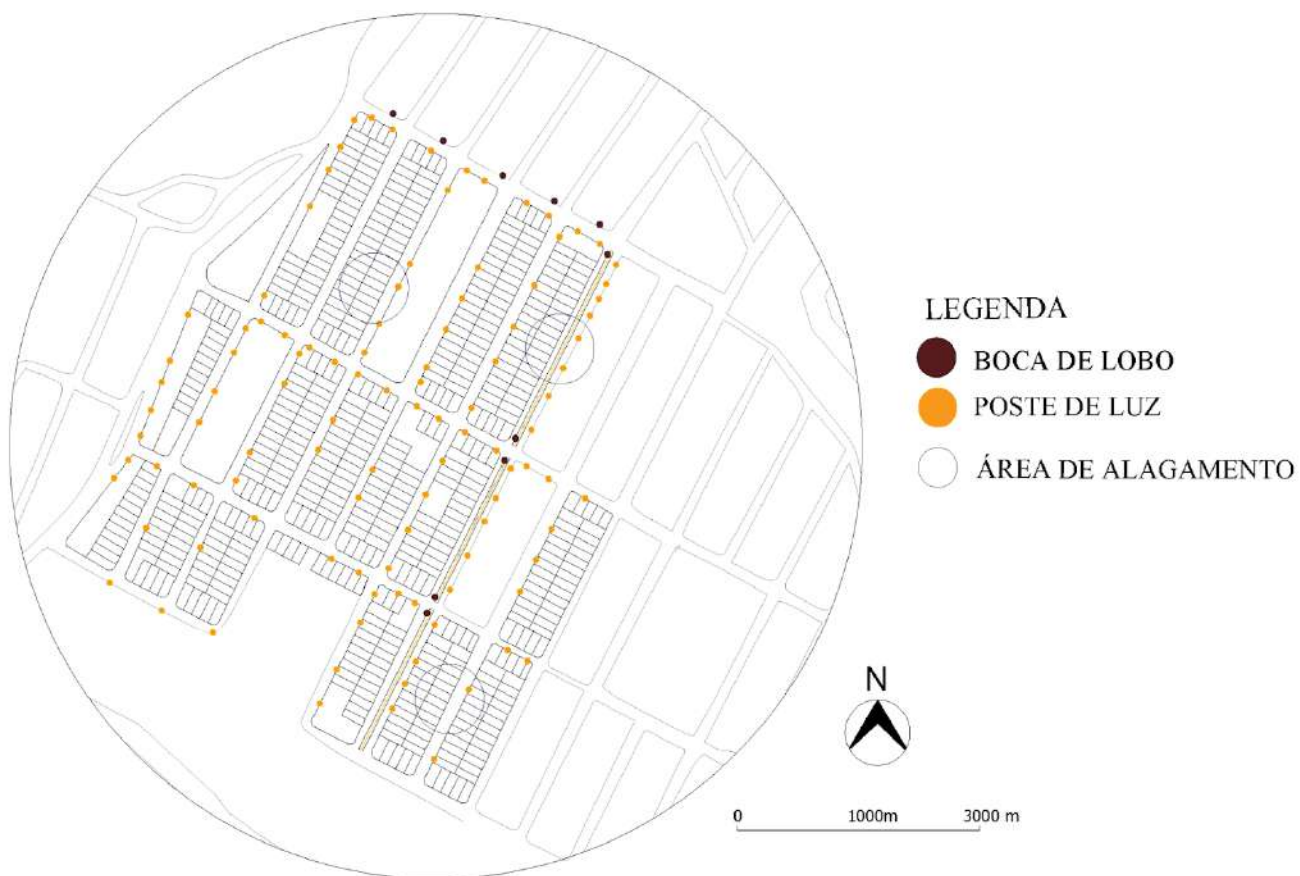 LEGENDA
BOCA DE LOBO
POSTE DE LUZ
ÁREA DE ALAGAMENTO
N
0 1000m 3000 m